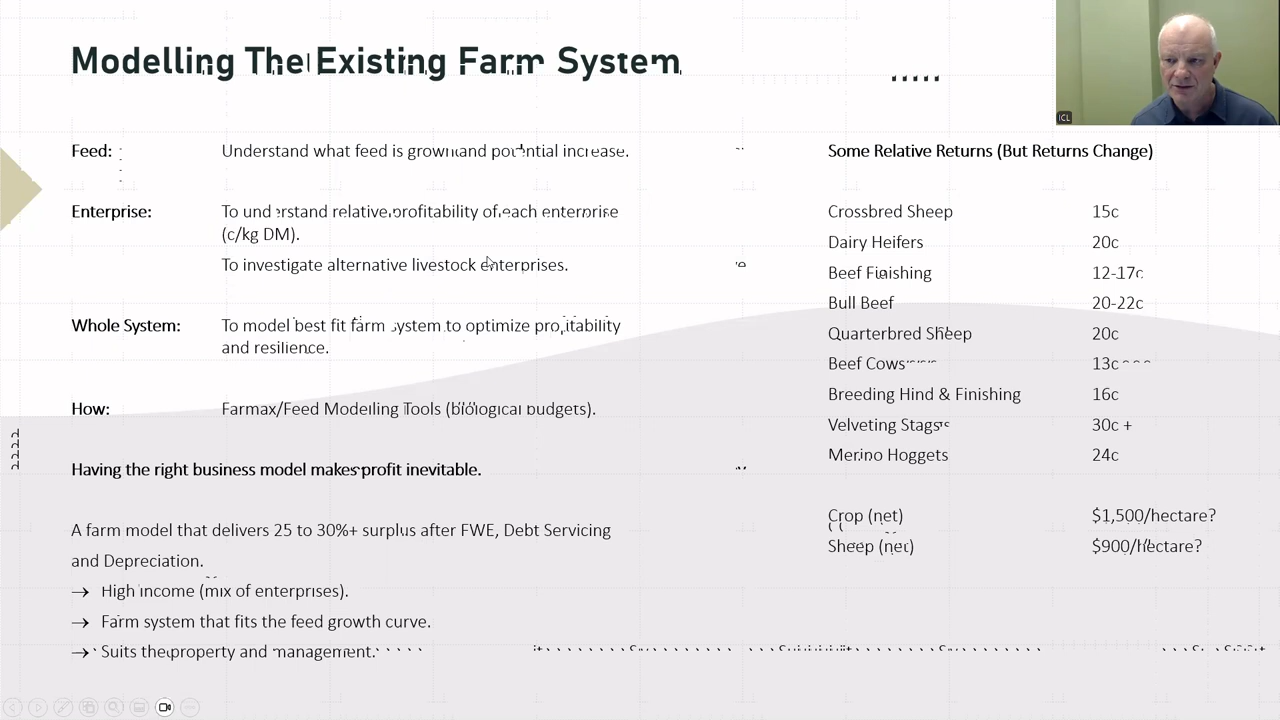 Modelling The Existing Farm System
ICL
Feed: Understand what feed is grown and potential increase.
Enterprise: To understand relative profitability of each enterprise
(c/kg DM).
To investigate alternative livestock enterprises.
Whole System: To model best fit farm system to optimize profitability
and resilience.
How: Farmax/Feed Modelling Tools (biological budgets).
Having the right business model makes profit inevitable.
A farm model that delivers 25 to 30%+ surplus after FWE, Debt Servicing
and Depreciation.
→ High income (mix of enterprises).
→ Farm system that fits the feed growth curve.
→ Suits the property and management.
Some Relative Returns (But Returns Change)
Crossbred Sheep 15c
Dairy Heifers 20c
Beef Finishing 12-17c
Bull Beef 20-22c
Quarterbred Sheep 20c
Beef Cows 13c
Breeding Hind & Finishing 16c
Velveting Stags 30c +
Merino Hoggets 24c
Crop (net) $1,500/hectare?
Sheep (net) $900/hectare?